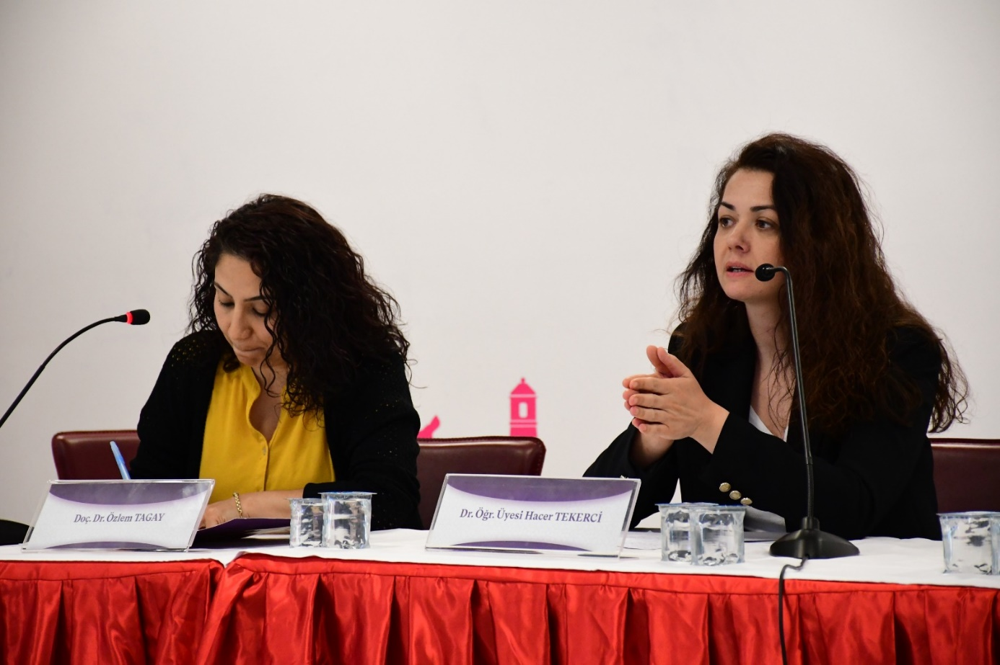 Doç. Dr. Özlem TAGAY
Dr. Öğr. Üyesi Hacer TEKERCİ